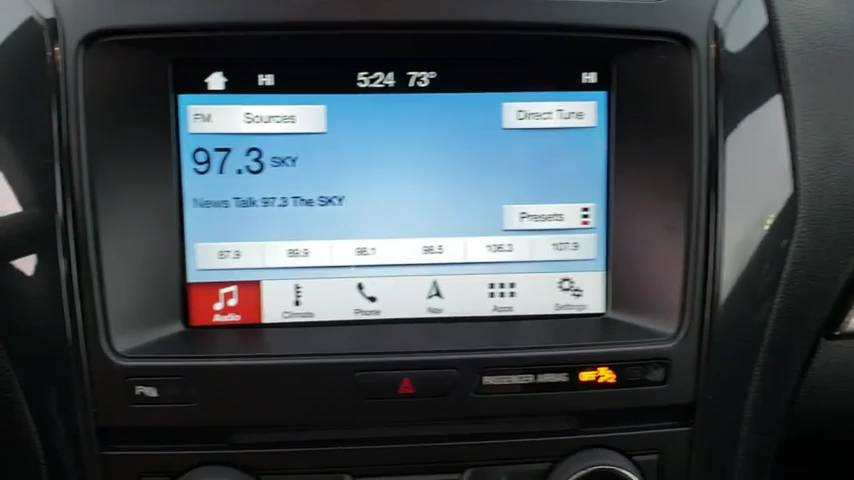 HI 5:24 73° HI
FM Sources Direct Tune
97.3 SKY
News Talk 97.3 The SKY
Presets
87.9 89.9 98.1 98.5 106.3 107.9
Audio Climate Phone Nav Apps Settings
PASSENGER AIRBAG OFF